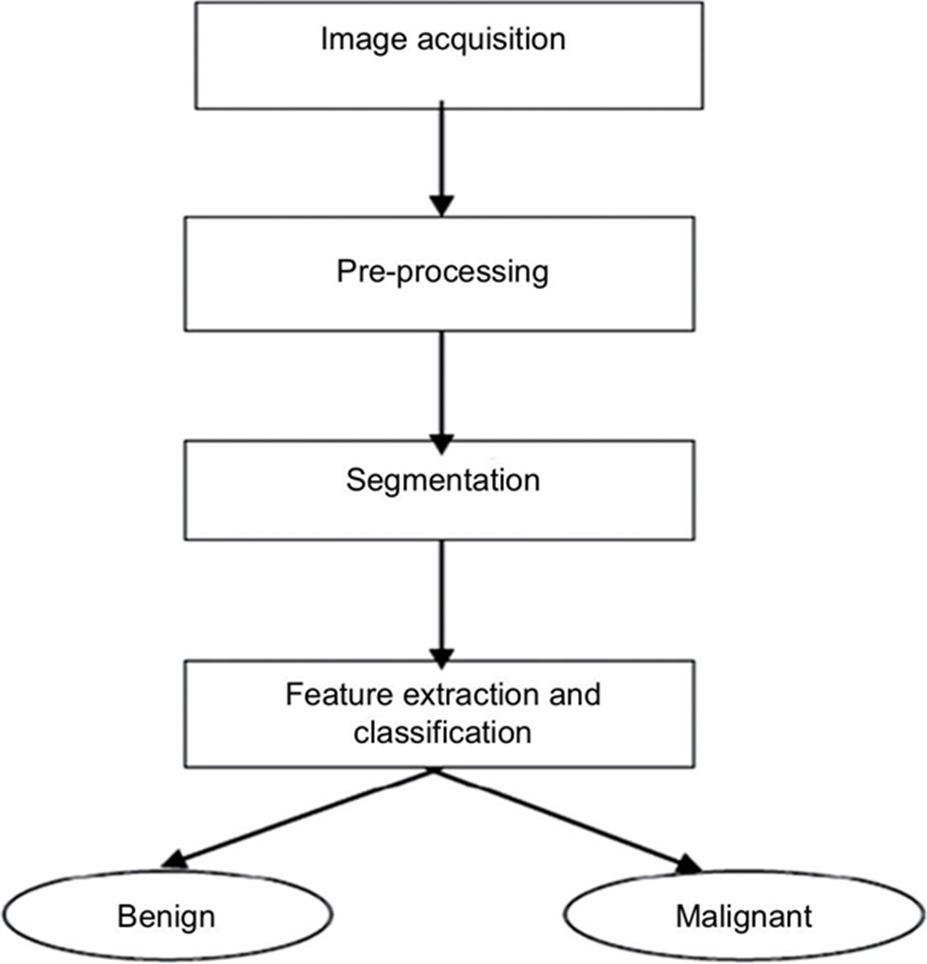 Image acquisition
Pre-processing
Segmentation
Feature extraction and
classification
Benign
Malignant